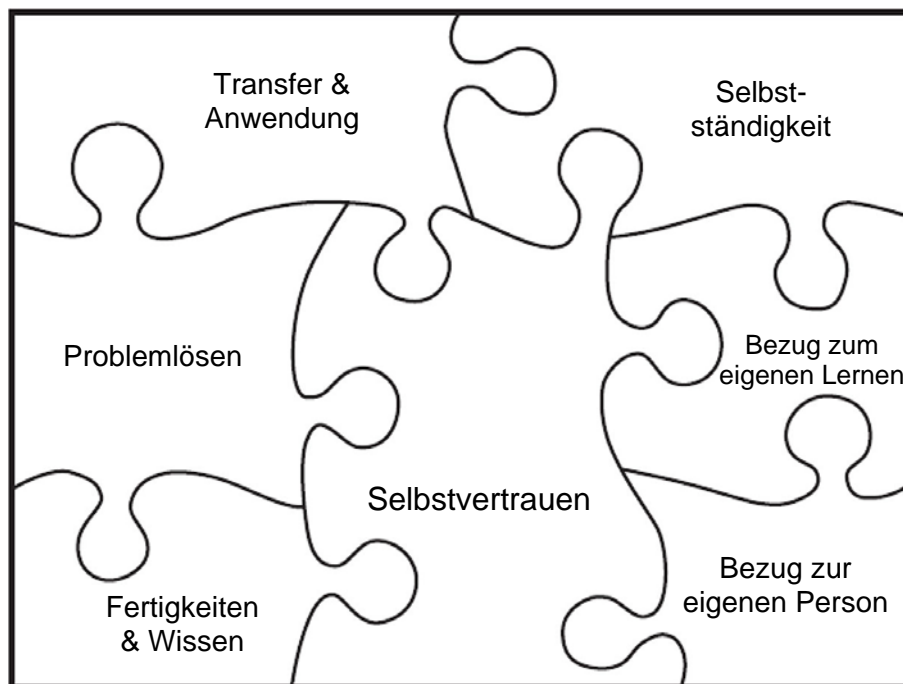 Transfer &
Anwendung
Selbst-
ständigkeit
Problemlösen
Bezug zum
eigenen Lernen
Selbstvertrauen
Fertigkeiten
& Wissen
Bezug zur
eigenen Person